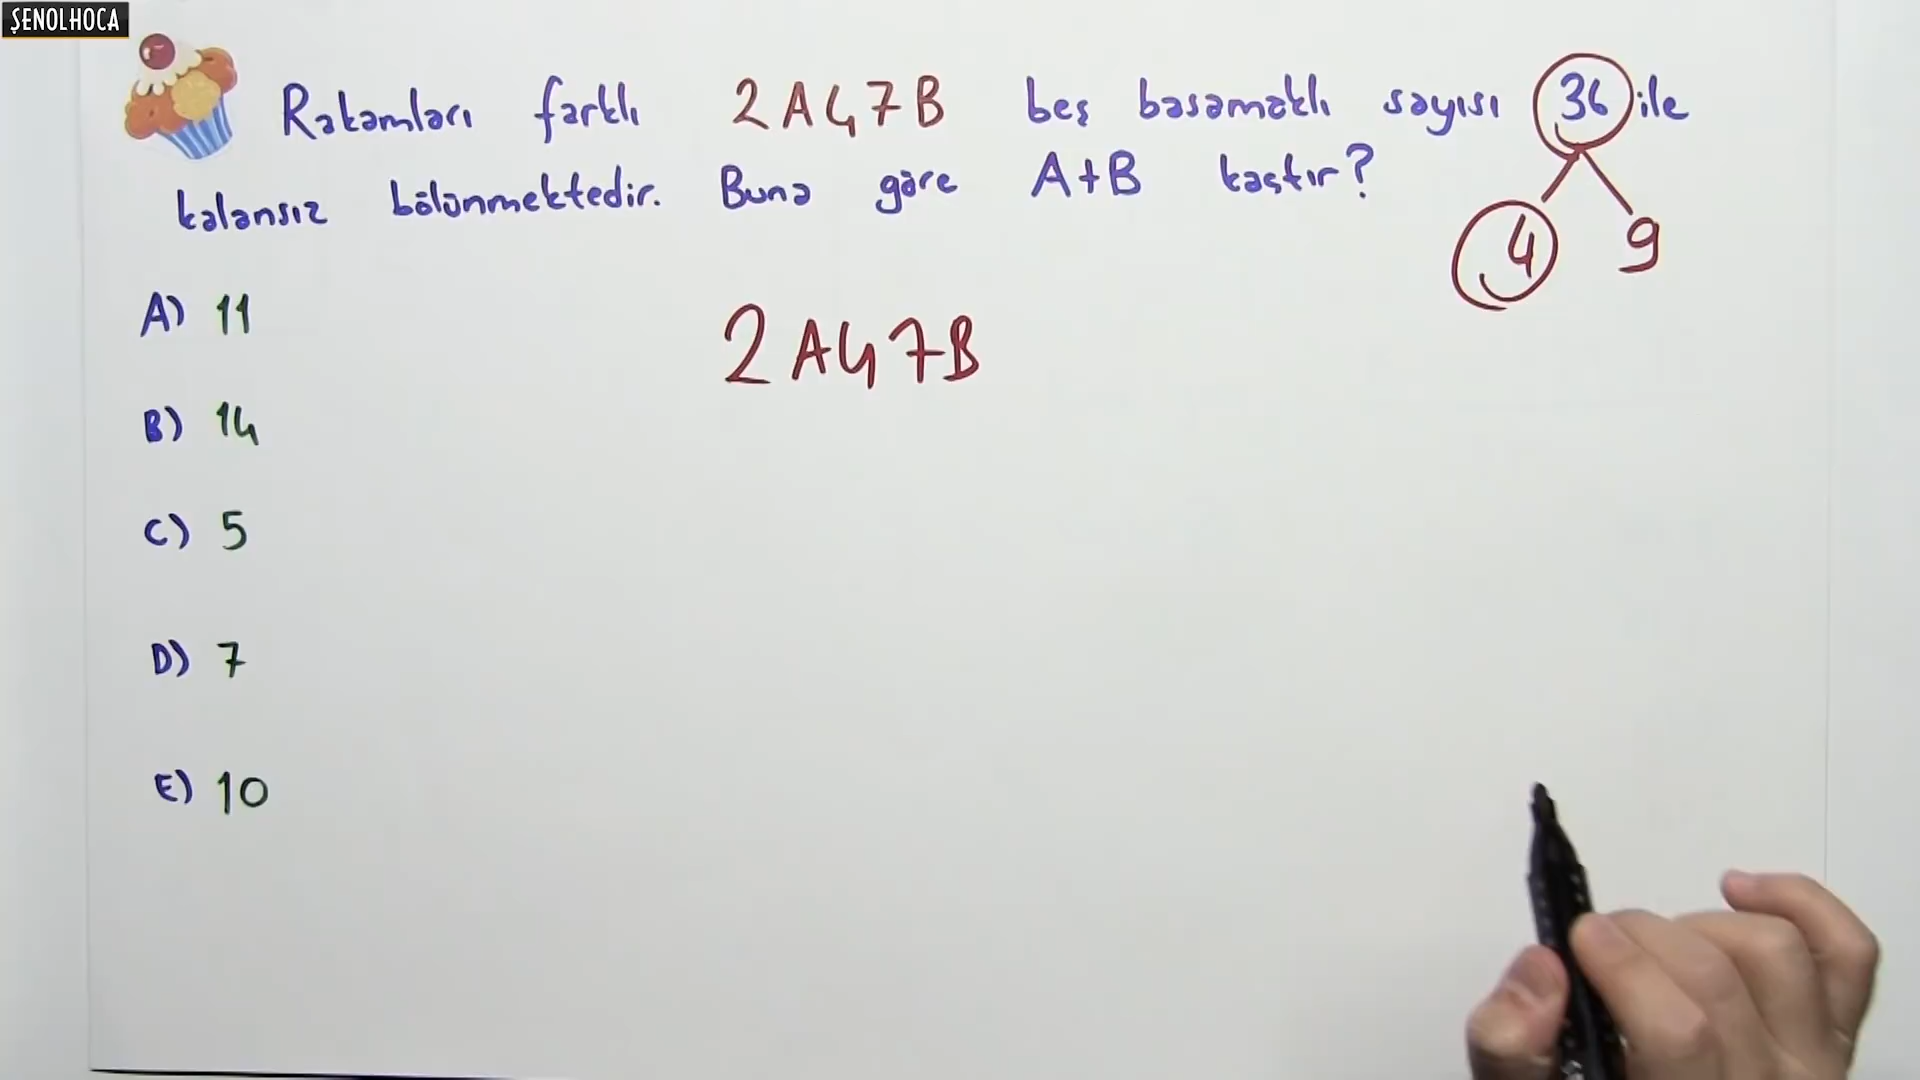 ŞENOLHOCA
Rakamları farklı 2A47B beş basamaklı sayısı 36 ile
kalansız bölünmektedir. Buna göre A+B kaçtır?
4 9
A) 11
2A47B
B) 14
C) 5
D) 7
E) 10